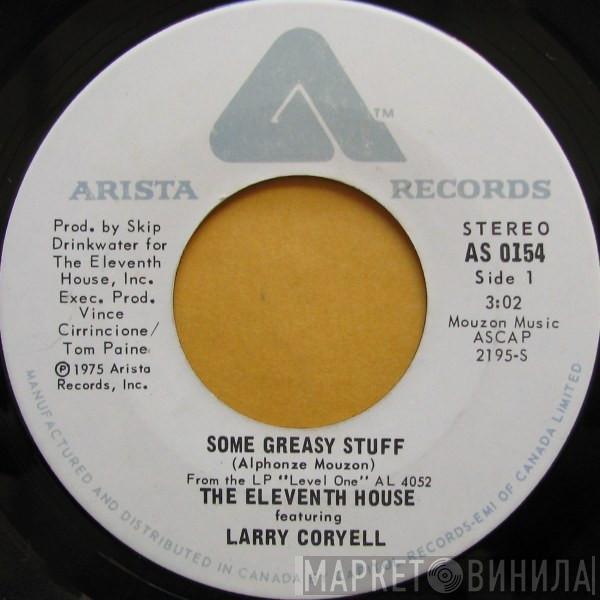 TM
ARISTA RECORDS
Prod. by Skip
Drinkwater for
The Eleventh
House, Inc.
Exec. Prod.
Vince
Cirrincione/
Tom Paine
℗ 1975 Arista
Records, Inc.
STEREO
AS 0154
Side 1
3:02
Mouzon Music
ASCAP
2195-S
SOME GREASY STUFF
(Alphonze Mouzon)
From the LP "Level One" AL 4052
THE ELEVENTH HOUSE
featuring
LARRY CORYELL
MANUFACTURED AND DISTRIBUTED IN CANADA RECORDS-EMI OF CANADA LIMITED
МАРКЕТ ВИНИЛА